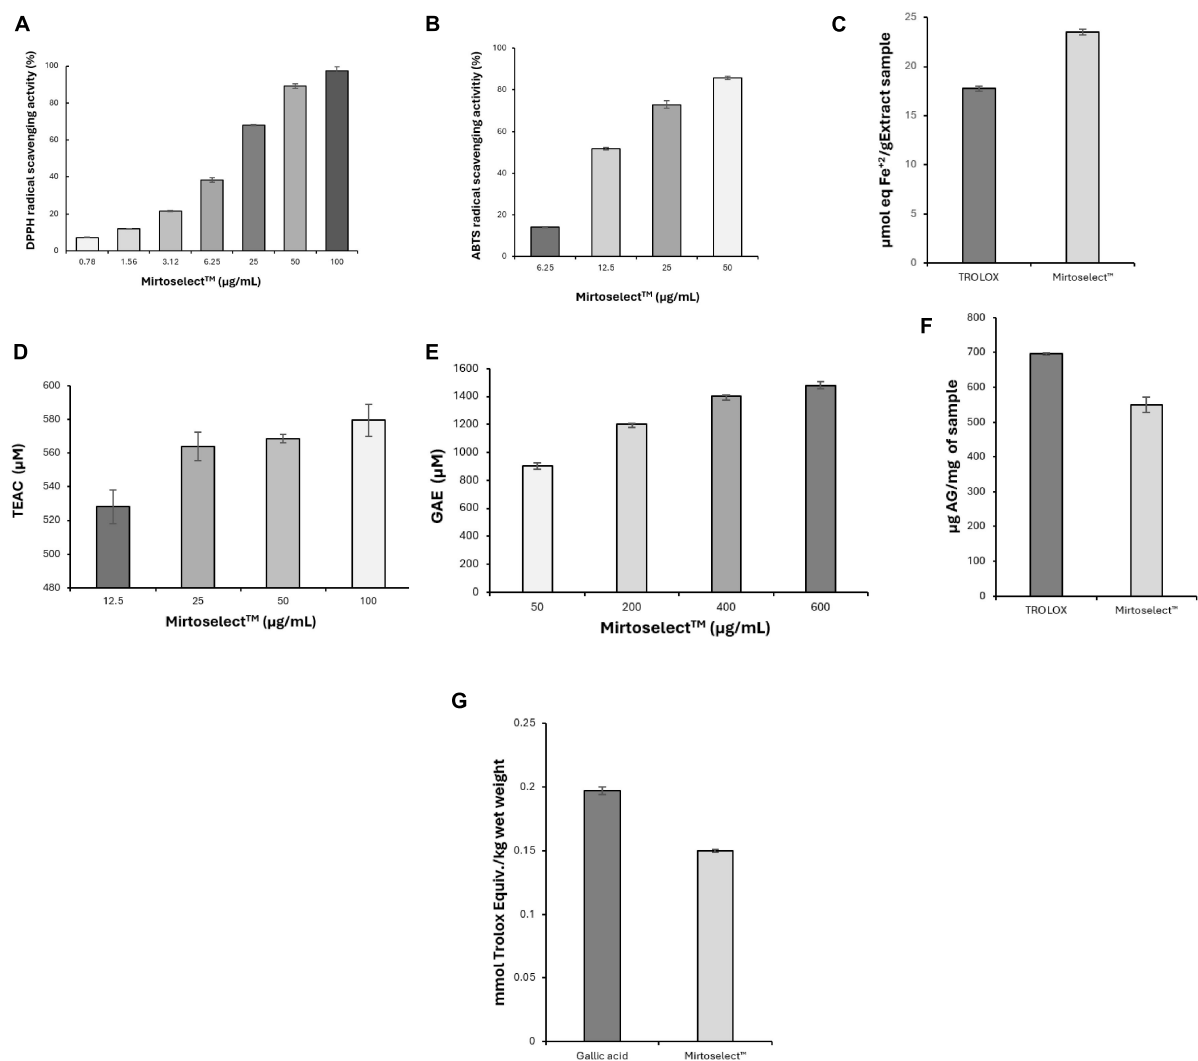 A
DPPH radical scavenging actvity (%)
100
80
60
40
20
0
0.78 1.56 3.12 6.25 25 50 100
Mirtoselect™ (µg/mL)
B
ABTS radical scavenging activitiy (%)
100
80
60
40
20
0
6.25 12.5 25 50
Mirtoselect™ (µg/mL)
C
µmol eq Fe⁺²/gExtract sample
25
20
15
10
5
0
TROLOX Mirtoselect™
D
TEAC (µM)
600
580
560
540
520
500
480
12.5 25 50 100
Mirtoselect™ (µg/mL)
E
GAE (µM)
1600
1400
1200
1000
800
600
400
200
0
50 200 400 600
Mirtoselect™ (µg/mL)
F
µg AG/mg of sample
800
700
600
500
400
300
200
100
0
TROLOX Mirtoselect™
G
mmol Trolox Equiv./kg wet weight
0.25
0.2
0.15
0.1
0.05
0
Gallic acid Mirtoselect™